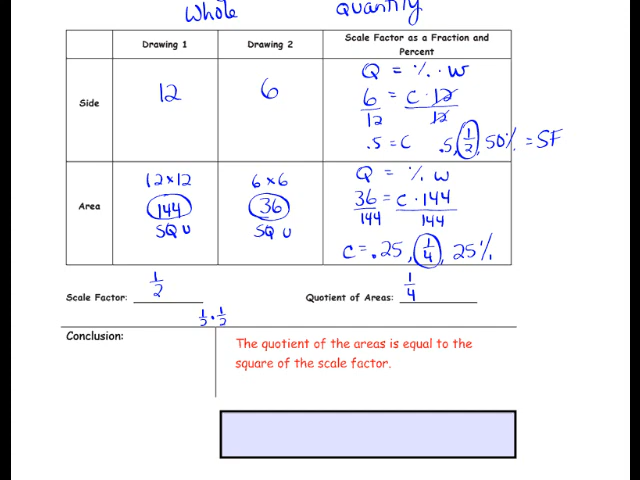 Whole Quantity
Drawing 1 Drawing 2 Scale Factor as a Fraction and Percent
Side 12 6
Q = % · W
6 = C · 12
12 12
.5 = C .5, 1/2, 50% = SF
Area
12 x 12 6 x 6 Q = % W
144 36 36 = C · 144
144 144
SQ U SQ U
C = .25, 1/4, 25%
Scale Factor: 1/2 Quotient of Areas: 1/4
1/2 · 1/2
Conclusion:
The quotient of the areas is equal to the
square of the scale factor.